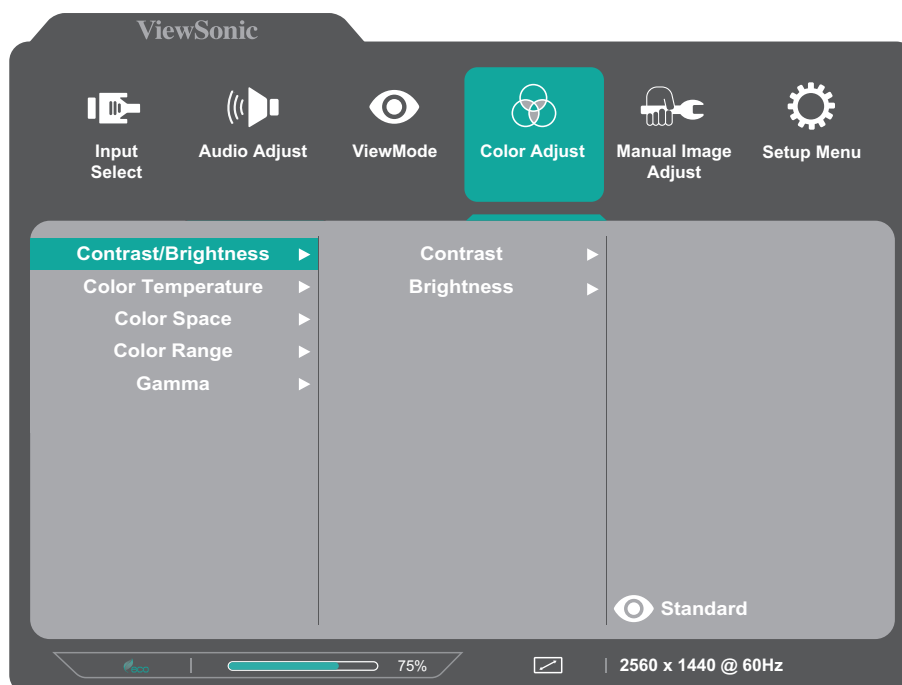 ViewSonic
Input
Select
Audio Adjust
ViewMode
Color Adjust
Manual Image
Adjust
Setup Menu
Contrast/Brightness
Color Temperature
Color Space
Color Range
Gamma
Contrast
Brightness
Standard
eco
75%
2560 x 1440 @ 60Hz